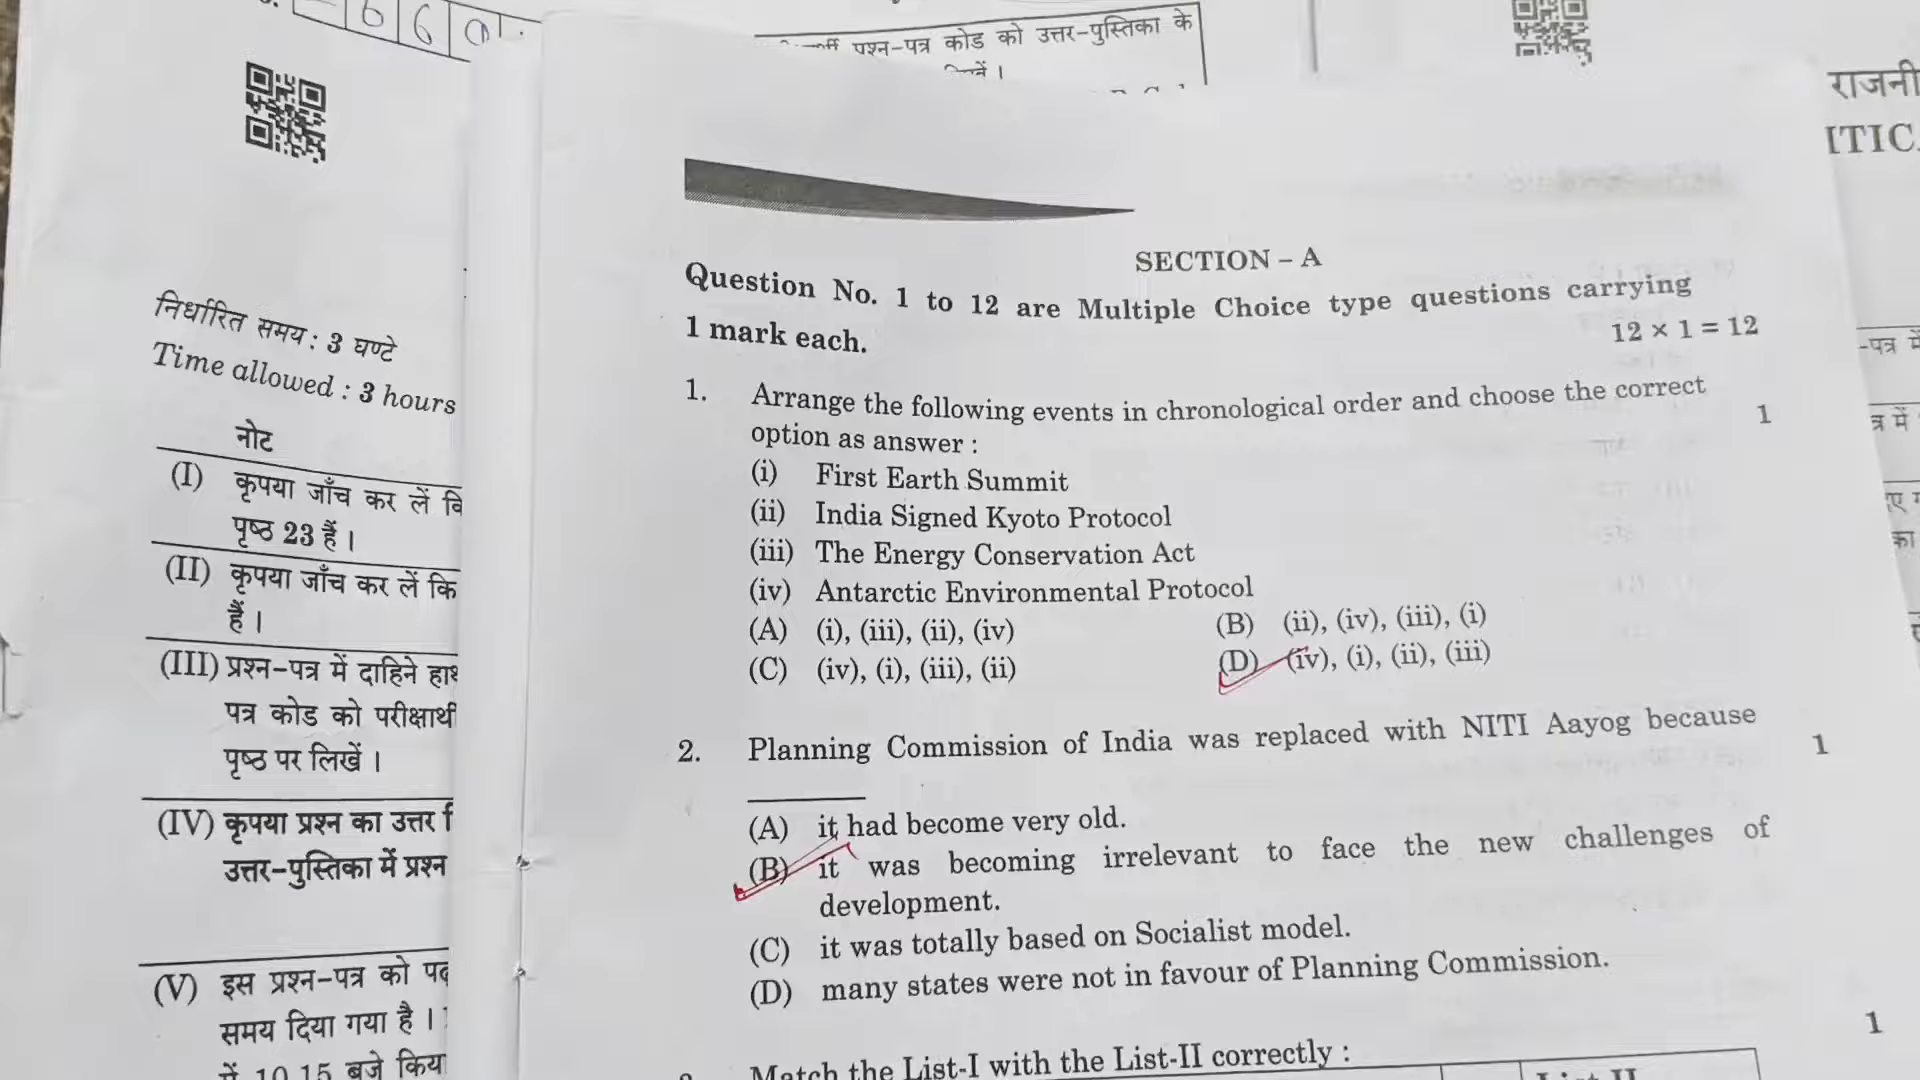 6 6 0
प्रश्न-पत्र कोड को उत्तर-पुस्तिका के
राजनी
ITIC
निर्धारित समय : 3 घण्टे
Time allowed : 3 hours
नोट
(I) कृपया जाँच कर लें
पृष्ठ 23 हैं ।
(II) कृपया जाँच कर लें कि
हैं ।
(III) प्रश्न-पत्र में दाहिने हाथ
पत्र कोड को परीक्षार्थी
पृष्ठ पर लिखें ।
(IV) कृपया प्रश्न का उत्तर
उत्तर-पुस्तिका में प्रश्न
(V) इस प्रश्न-पत्र को
समय दिया गया है ।
में 10.15 बजे किया
SECTION – A
Question No. 1 to 12 are Multiple Choice type questions carrying
1 mark each. 12 × 1 = 12
1. Arrange the following events in chronological order and choose the correct
option as answer : 1
(i) First Earth Summit
(ii) India Signed Kyoto Protocol
(iii) The Energy Conservation Act
(iv) Antarctic Environmental Protocol
(A) (i), (iii), (ii), (iv) (B) (ii), (iv), (iii), (i)
(C) (iv), (i), (iii), (ii) (D) (iv), (i), (ii), (iii)
2. Planning Commission of India was replaced with NITI Aayog because
1
(A) it had become very old.
(B) it was becoming irrelevant to face the new challenges of
development.
(C) it was totally based on Socialist model.
(D) many states were not in favour of Planning Commission.
1
Match the List-I with the List-II correctly :
-पत्र में
त्र में
का